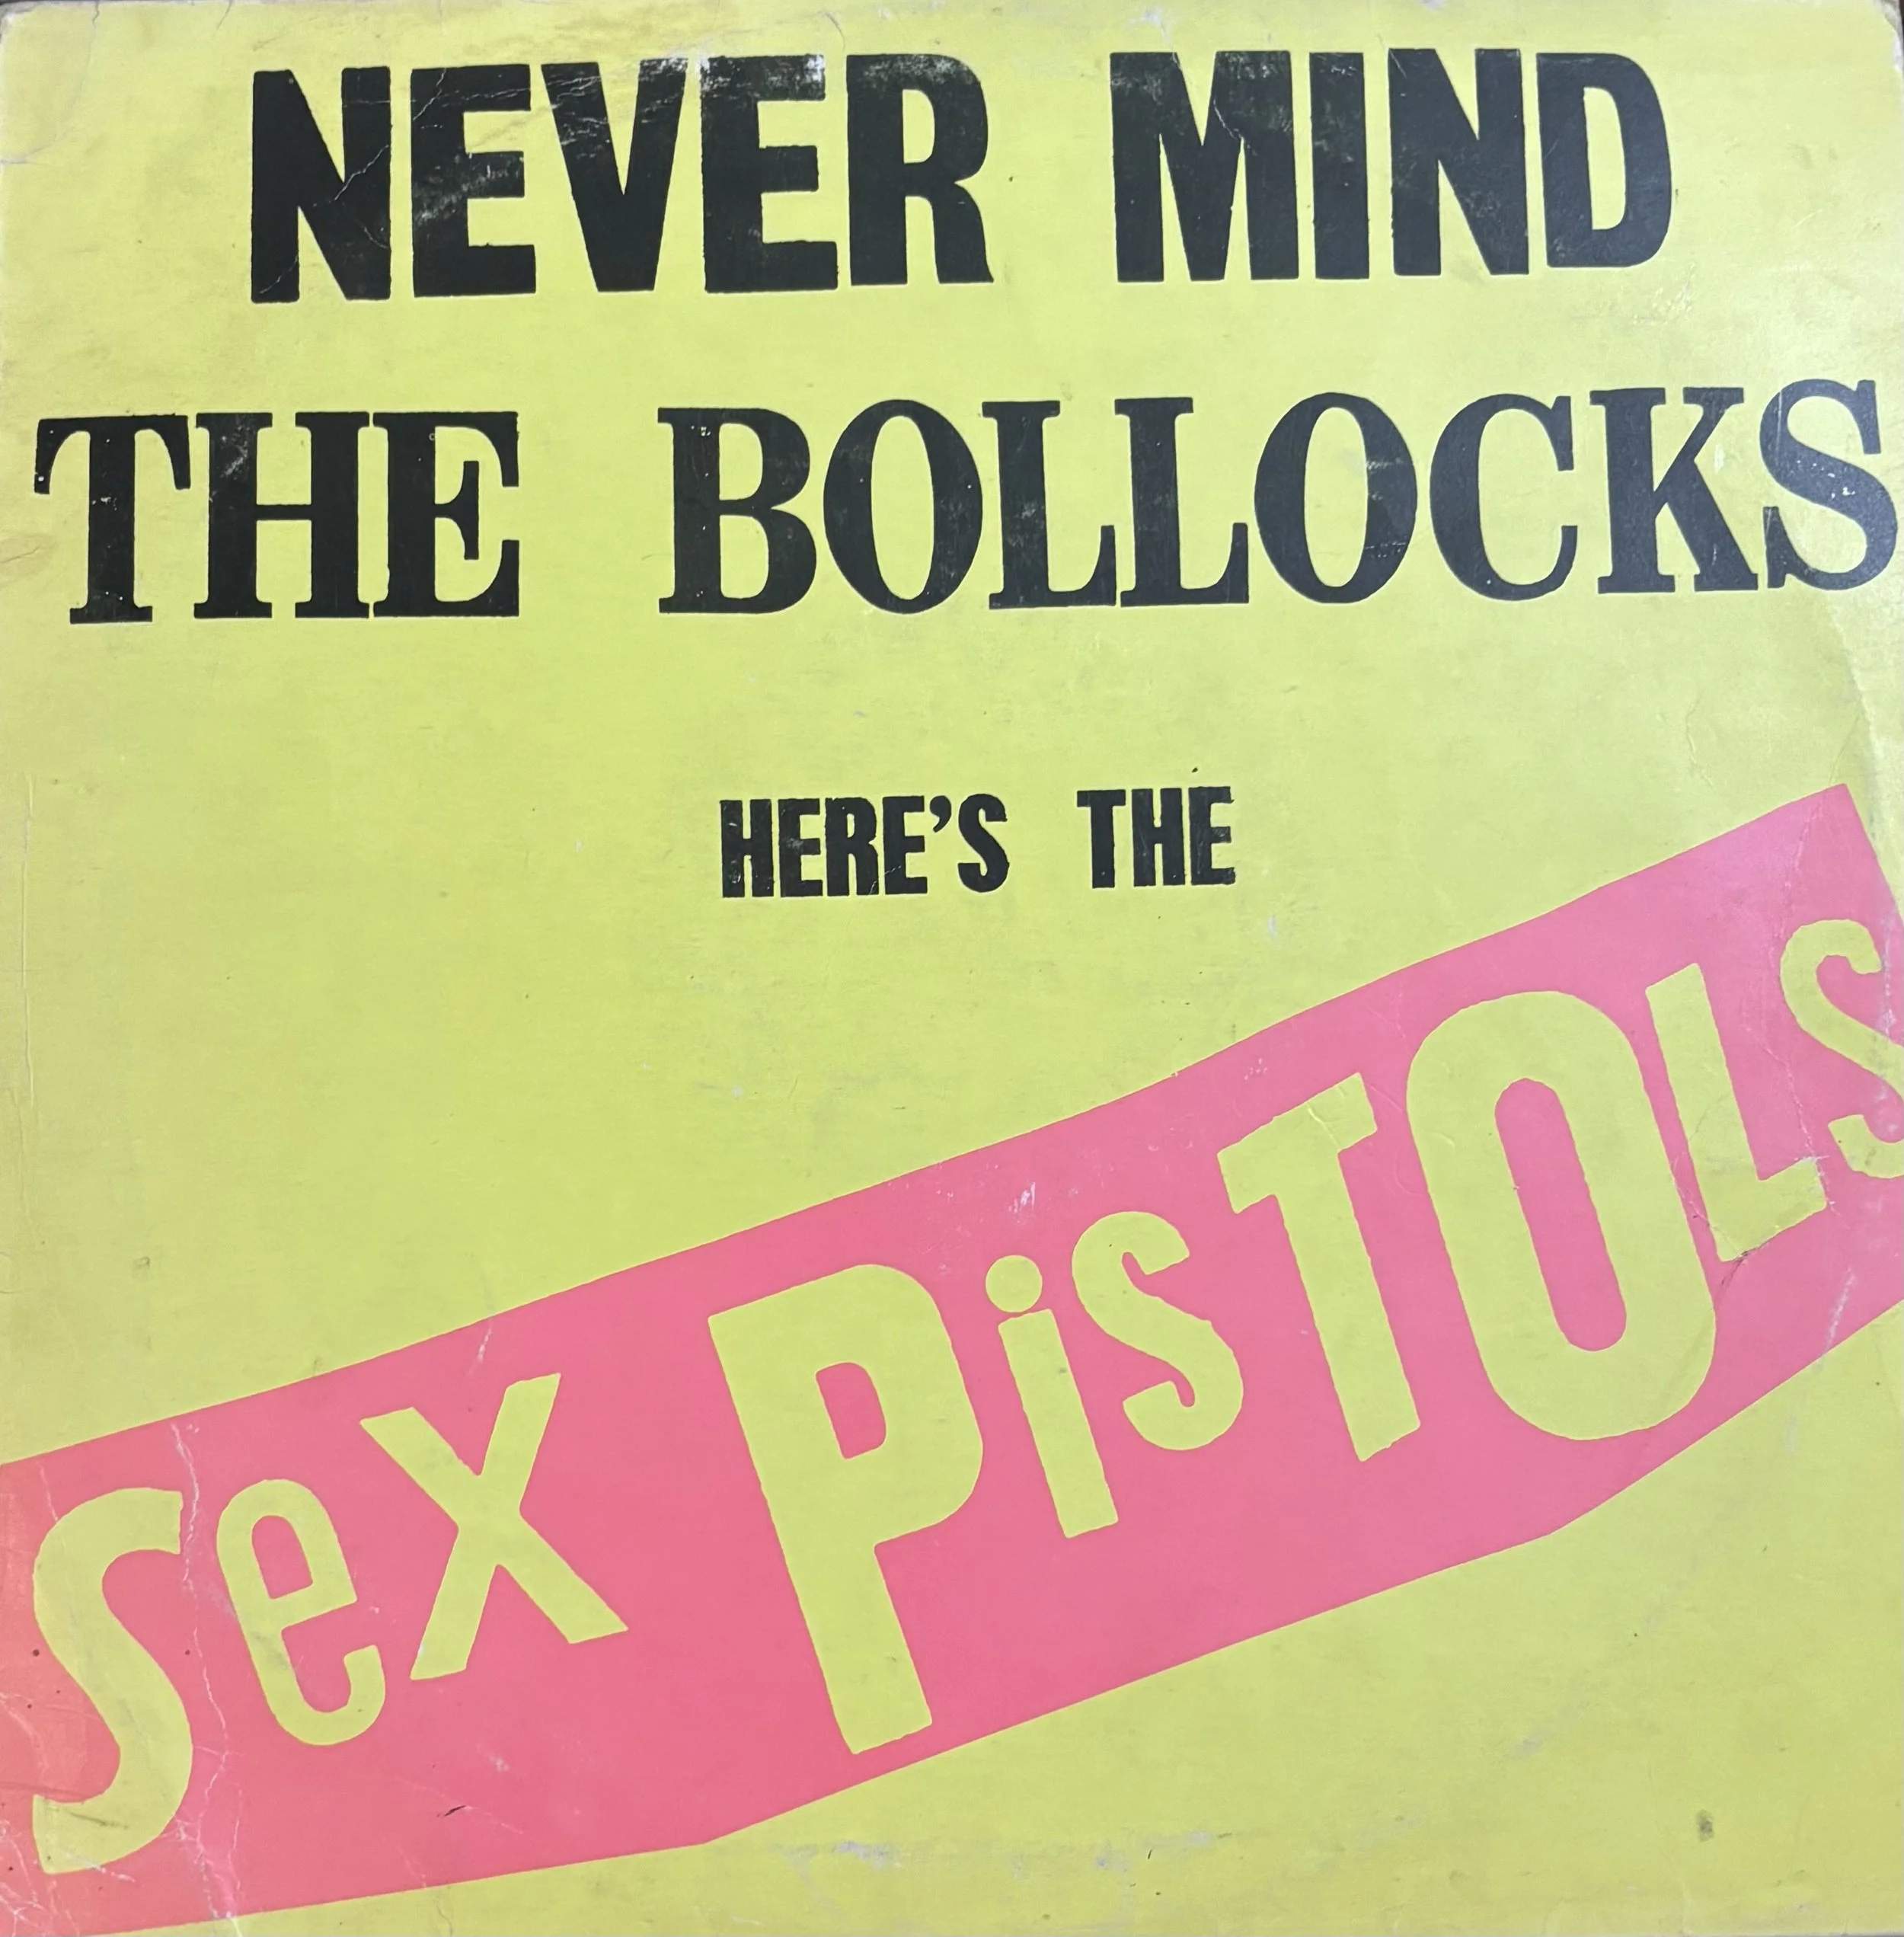 NEVER MIND
THE BOLLOCKS
HERE'S THE
SeX PiSTOLS